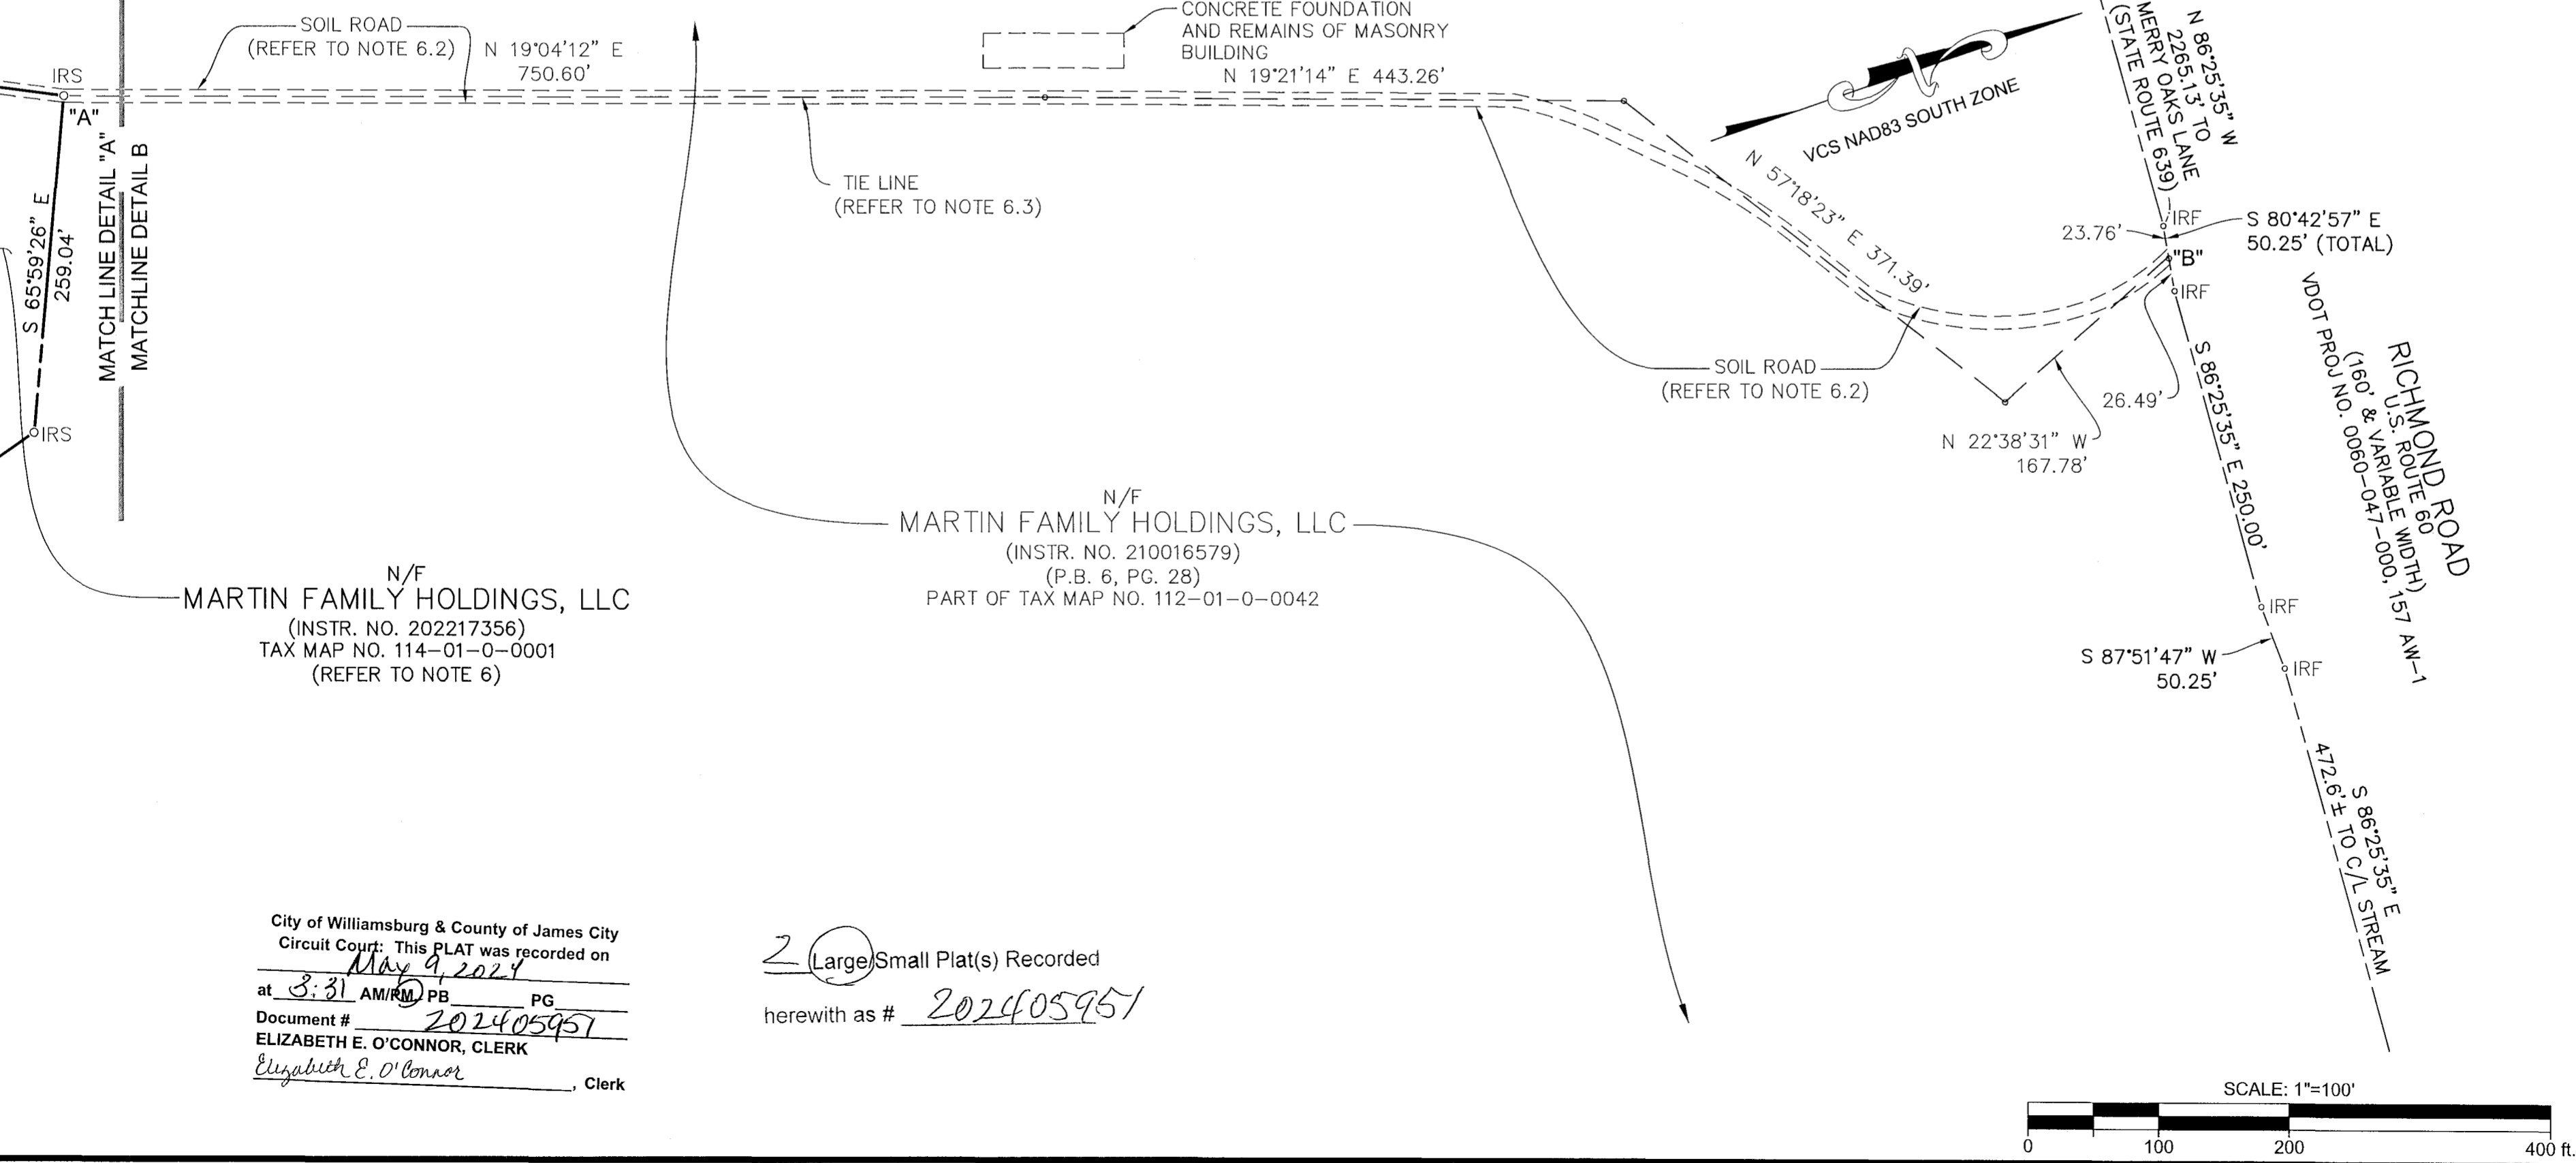 SOIL ROAD
(REFER TO NOTE 6.2)
N 19°04'12" E
750.60'
CONCRETE FOUNDATION
AND REMAINS OF MASONRY
BUILDING
N 19°21'14" E 443.26'
IRS
"A"
S 65°59'26" E
259.04'
MATCHLINE DETAIL "A"
MATCHLINE DETAIL B
IRS
TIE LINE
(REFER TO NOTE 6.3)
VCS NAD83 SOUTH ZONE
N 57°18'23" E 371.39'
N 86°25'35" W
2265.13' TO
MERRY OAKS LANE
(STATE ROUTE 639)
IRF
23.76'
S 80°42'57" E
50.25' (TOTAL)
"B"
IRF
SOIL ROAD
(REFER TO NOTE 6.2)
26.49'
N 22°38'31" W
167.78'
S 86°25'35" E 250.00'
RICHMOND ROAD
U.S. ROUTE 60
(160' & VARIABLE WIDTH)
VDOT PROJ NO. 0060-047-000, 157 AW-1
IRF
S 87°51'47" W
50.25'
IRF
S 86°25'35" E
472.6'± TO C/L STREAM
N/F
MARTIN FAMILY HOLDINGS, LLC
(INSTR. NO. 210016579)
(P.B. 6, PG. 28)
PART OF TAX MAP NO. 112-01-0-0042
N/F
MARTIN FAMILY HOLDINGS, LLC
(INSTR. NO. 202217356)
TAX MAP NO. 114-01-0-0001
(REFER TO NOTE 6)
City of Williamsburg & County of James City
Circuit Court: This PLAT was recorded on
May 9, 2024
at 3:31 AM/PM. PB PG
Document # 202405951
ELIZABETH E. O'CONNOR, CLERK
Elizabeth E. O'Connor, Clerk
2 Large/Small Plat(s) Recorded
herewith as # 202405951
SCALE: 1"=100'
0 100 200 400 ft.